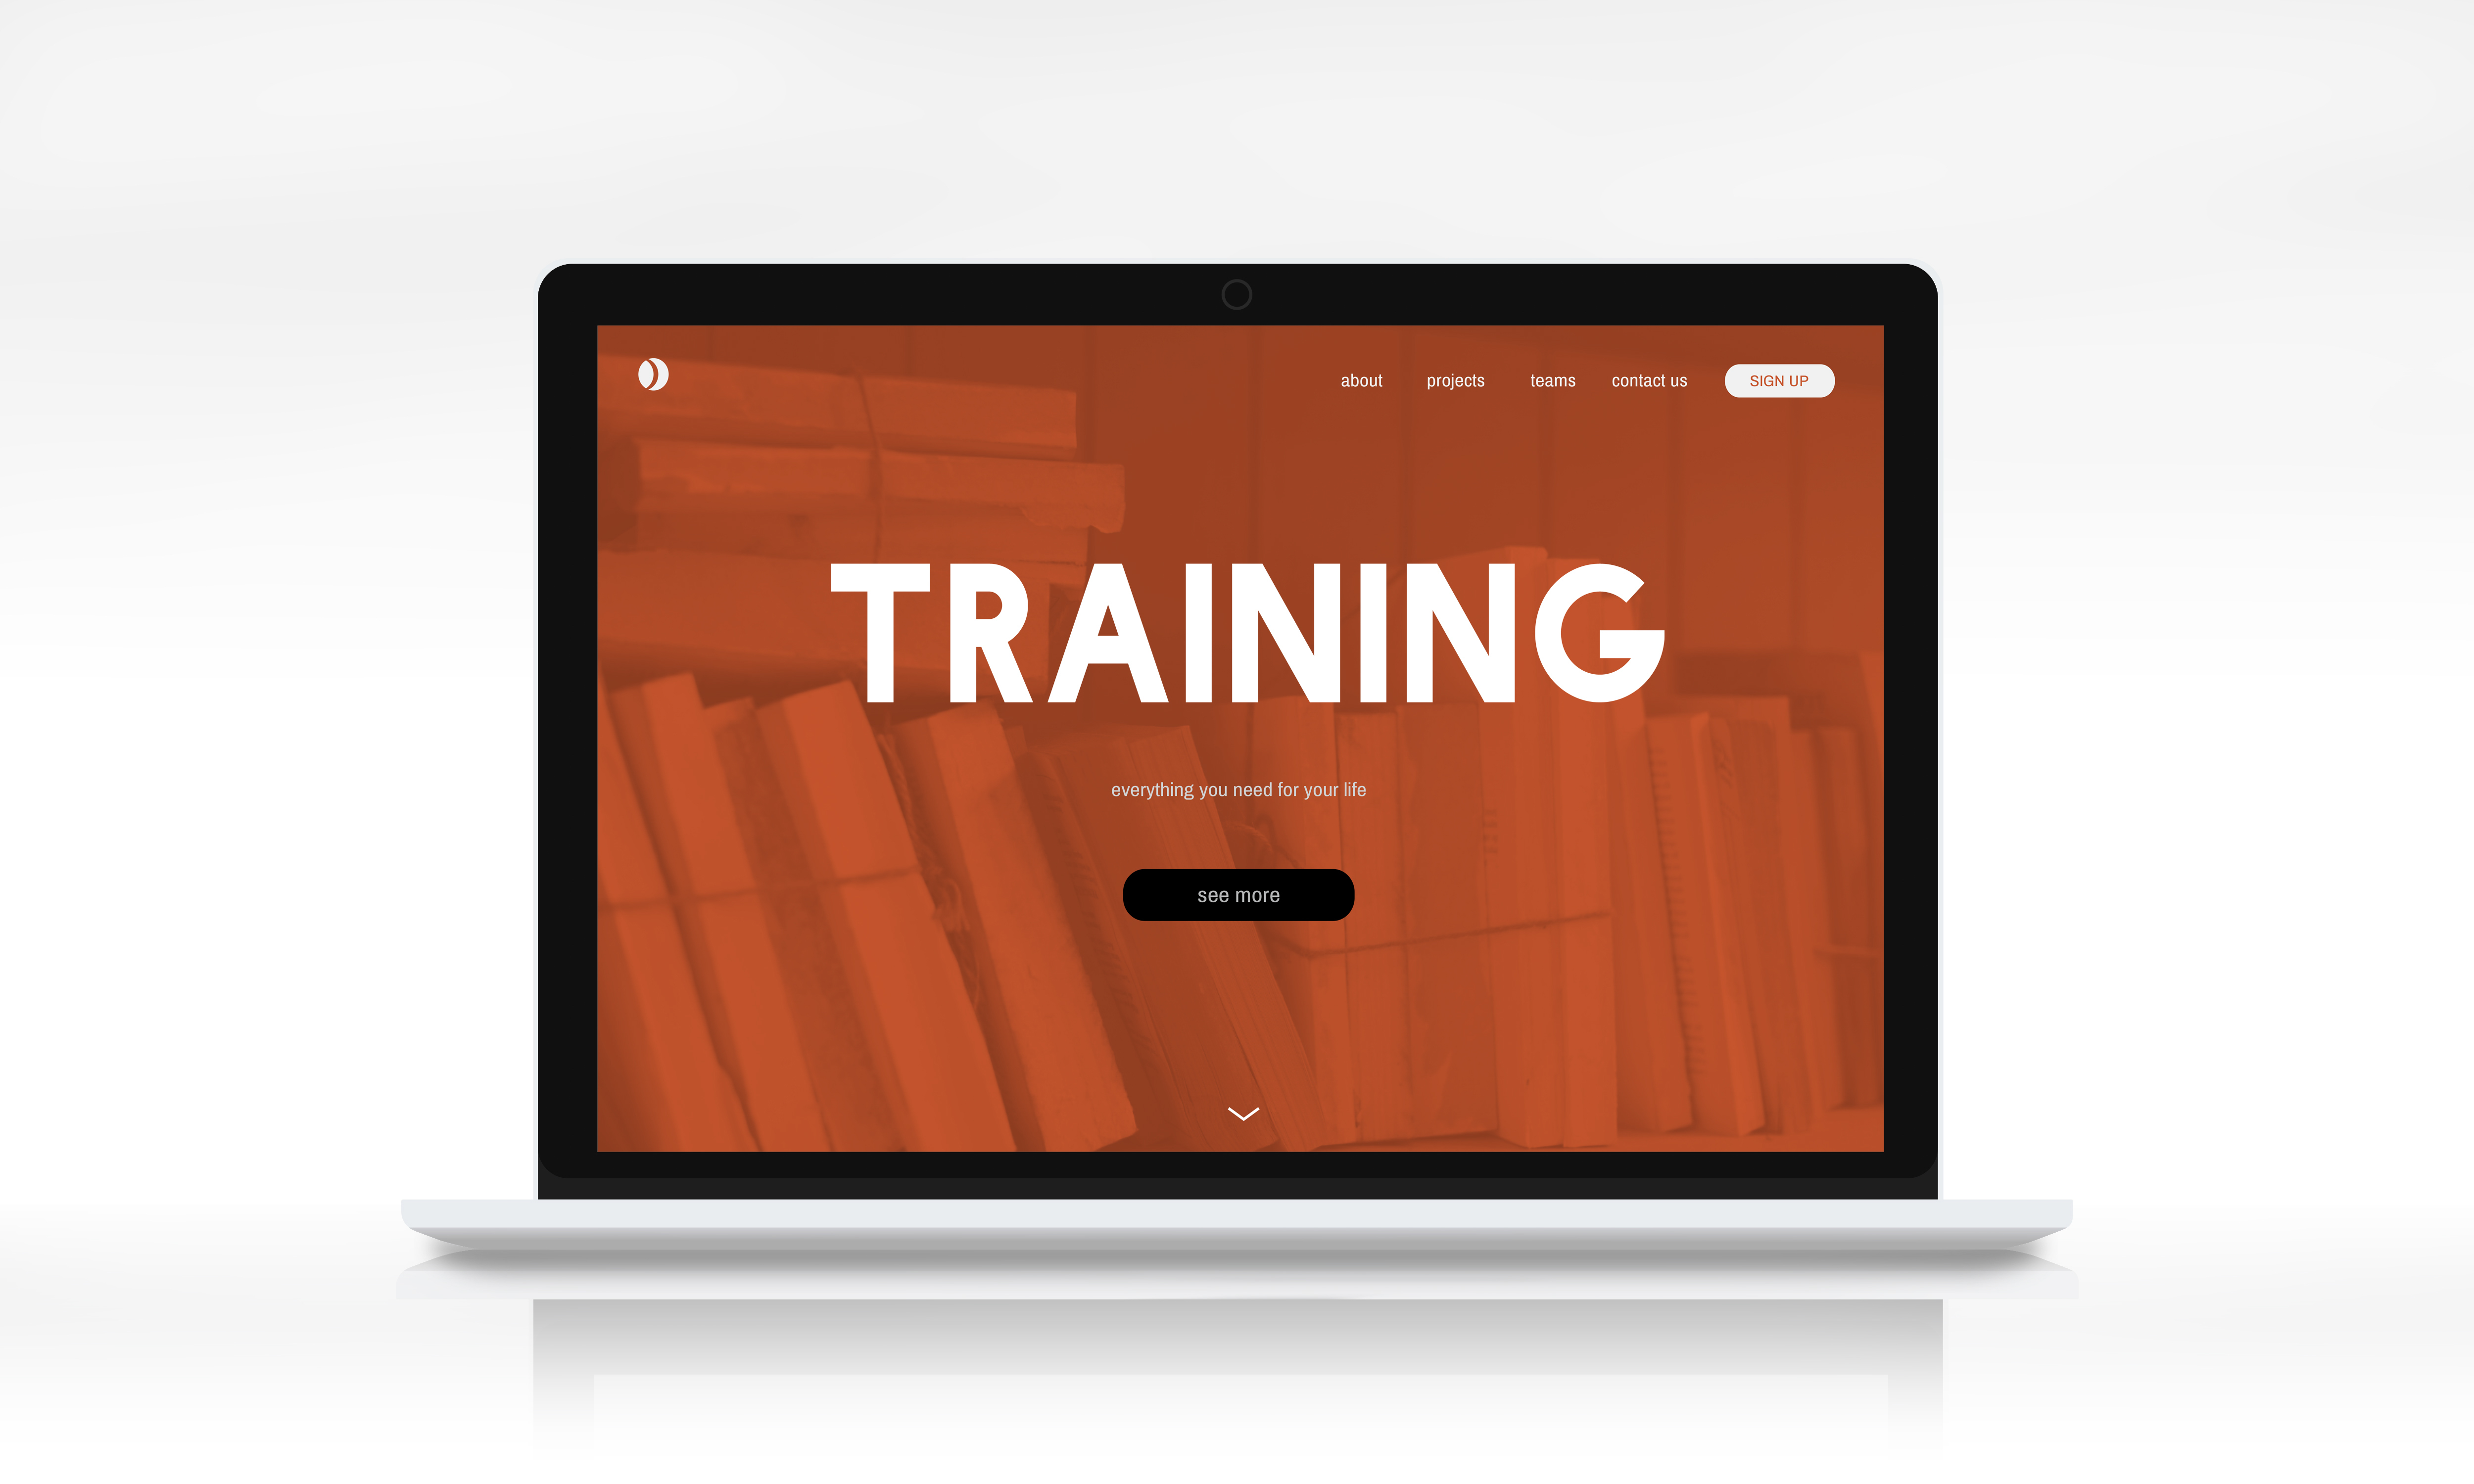 about projects teams contact us SIGN UP
TRAINING
everything you need for your life
see more